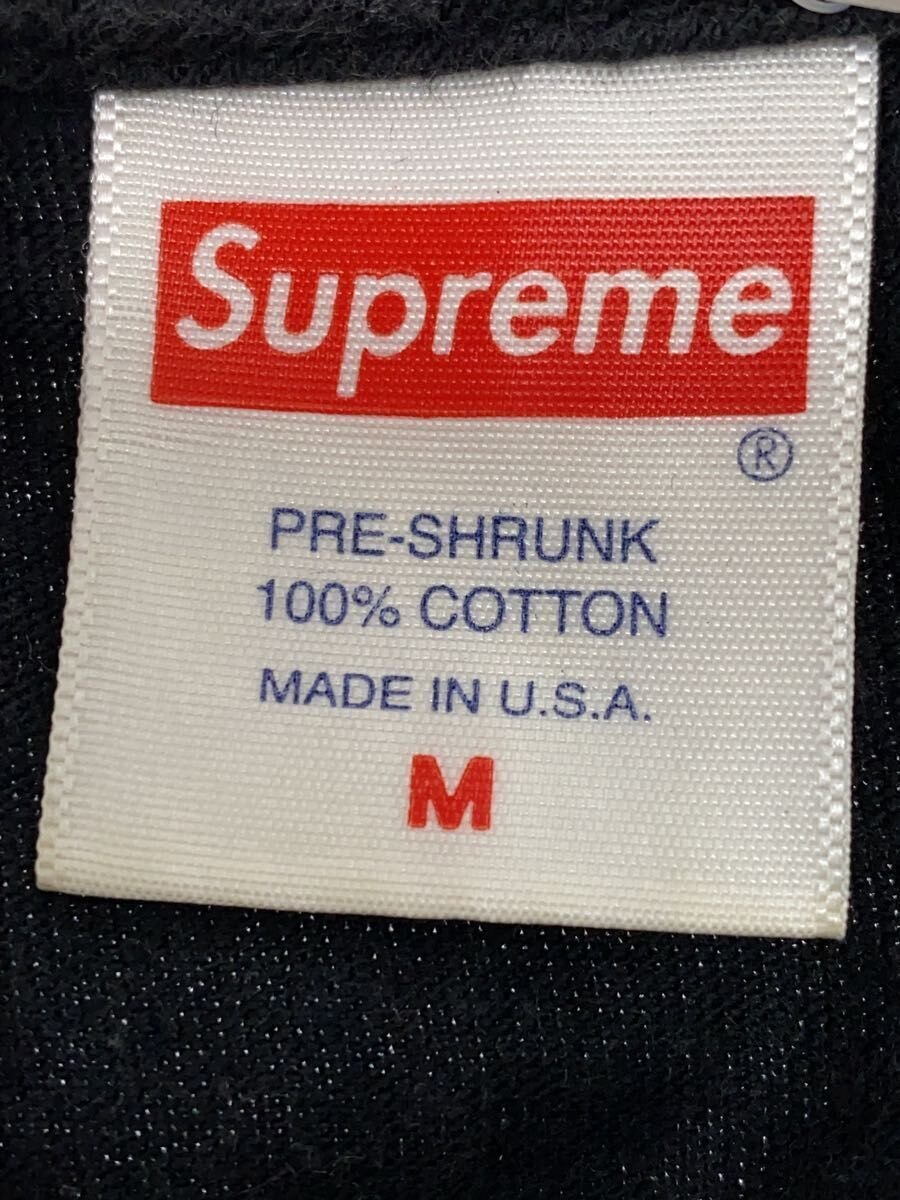 Supreme
®
PRE-SHRUNK
100% COTTON
MADE IN U.S.A.
M